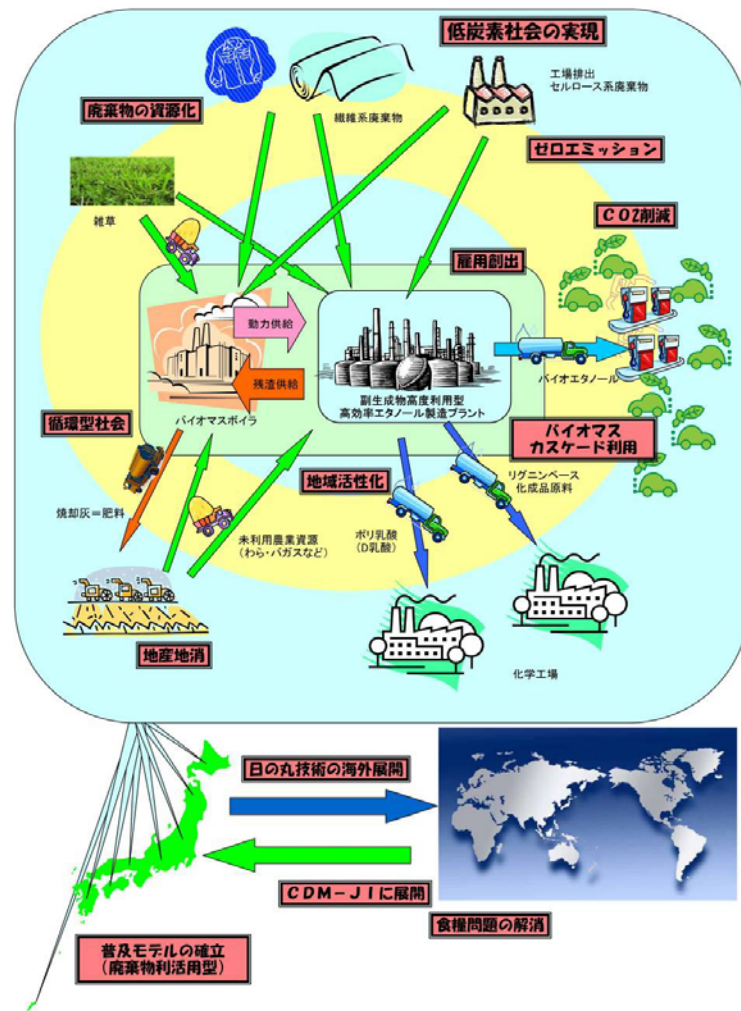 低炭素社会の実現
工場排出
セルロース系廃棄物
廃棄物の資源化
繊維系廃棄物
ゼロエミッション
雑草
CO2削減
雇用創出
動力供給
残渣供給
バイオマスボイラ
副生成物高度利用型
高効率エタノール製造プラント
バイオエタノール
循環型社会
バイオマス
カスケード利用
地域活性化
リグニンベース
化成品原料
焼却灰=肥料
未利用農業資源
(わら・バガスなど)
ポリ乳酸
(D乳酸)
地産地消
化学工場
日の丸技術の海外展開
CDM-JIに展開
食糧問題の解消
普及モデルの確立
(廃棄物利活用型)